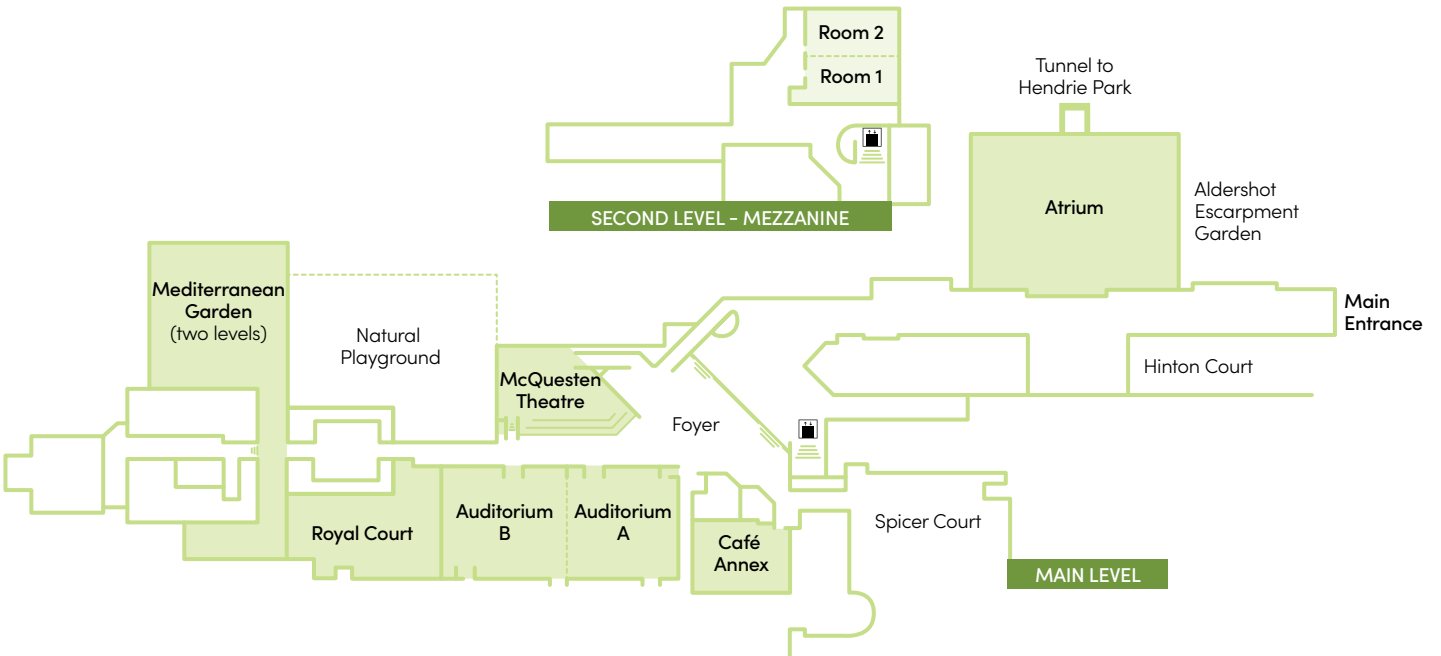 Room 2
Room 1
SECOND LEVEL - MEZZANINE
Tunnel to
Hendrie Park
Atrium
Aldershot
Escarpment
Garden
Main
Entrance
Hinton Court
Mediterranean
Garden
(two levels)
Natural
Playground
McQuesten
Theatre
Foyer
Royal Court
Auditorium
B
Auditorium
A
Café
Annex
Spicer Court
MAIN LEVEL